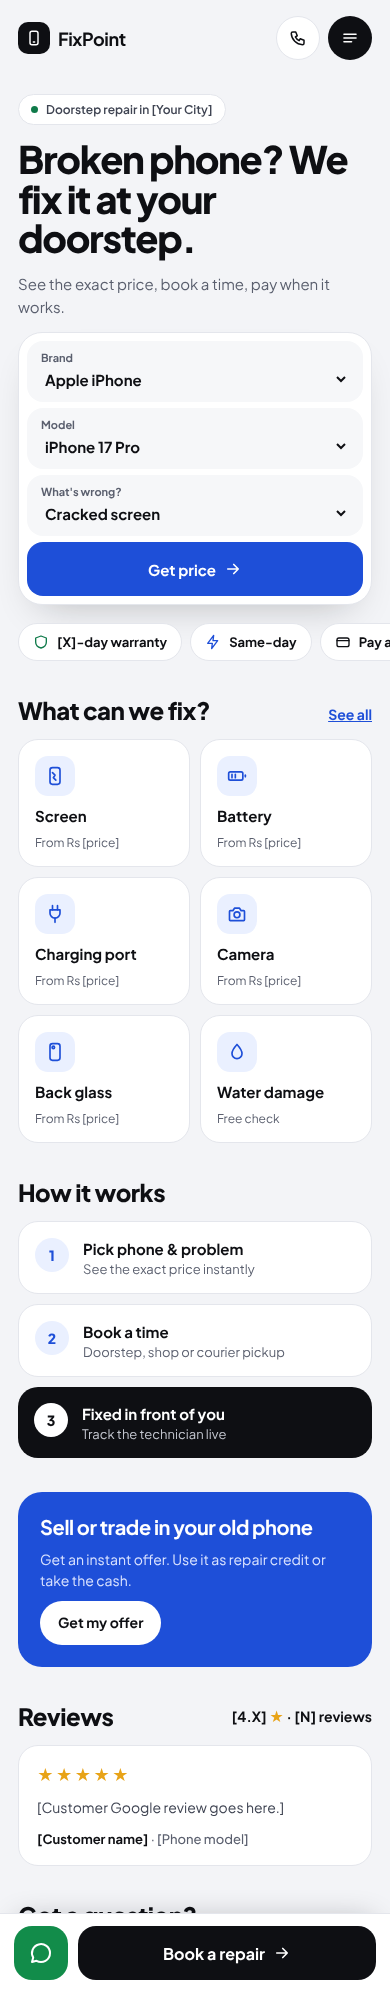 FixPoint
Doorstep repair in [Your City]
Broken phone? We
fix it at your
doorstep.
See the exact price, book a time, pay when it
works.
Brand
Apple iPhone
Model
iPhone 17 Pro
What's wrong?
Cracked screen
Get price →
[X]-day warranty
Same-day
Pay a
What can we fix?
See all
Screen
From Rs [price]
Battery
From Rs [price]
Charging port
From Rs [price]
Camera
From Rs [price]
Back glass
From Rs [price]
Water damage
Free check
How it works
1
Pick phone & problem
See the exact price instantly
2
Book a time
Doorstep, shop or courier pickup
3
Fixed in front of you
Track the technician live
Sell or trade in your old phone
Get an instant offer. Use it as repair credit or
take the cash.
Get my offer
Reviews
[4.X] ★ · [N] reviews
★★★★★
[Customer Google review goes here.]
[Customer name] · [Phone model]
Book a repair →